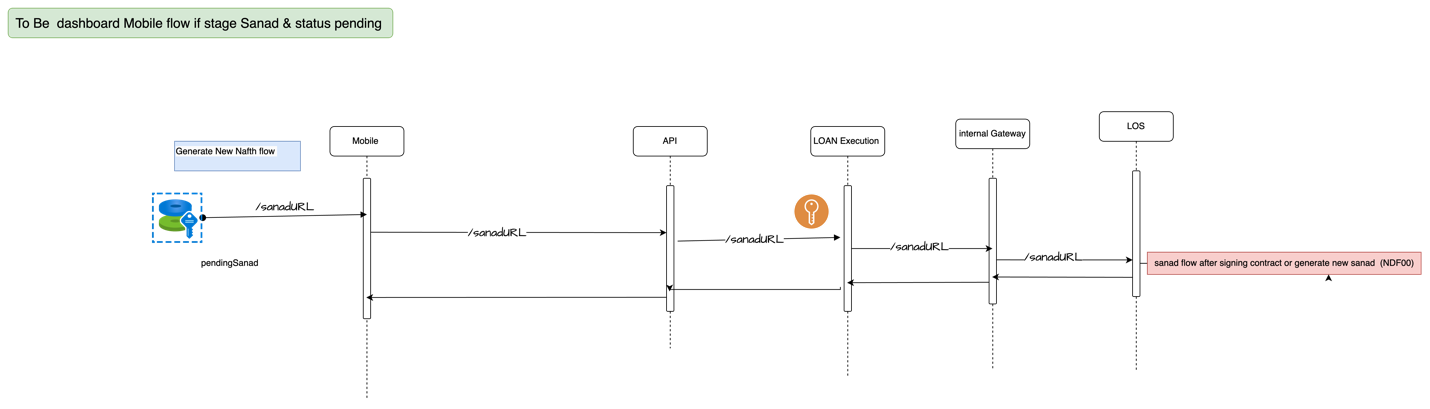 To Be dashboard Mobile flow if stage Sanad & status pending
LOS
internal Gateway
Mobile
API
LOAN Execution
Generate New Nafth flow
/sanadURL
/sanadURL
/sanadURL
/sanadURL
/sanadURL
pendingSanad
sanad flow after signing contract or generate new sanad (NDF00)